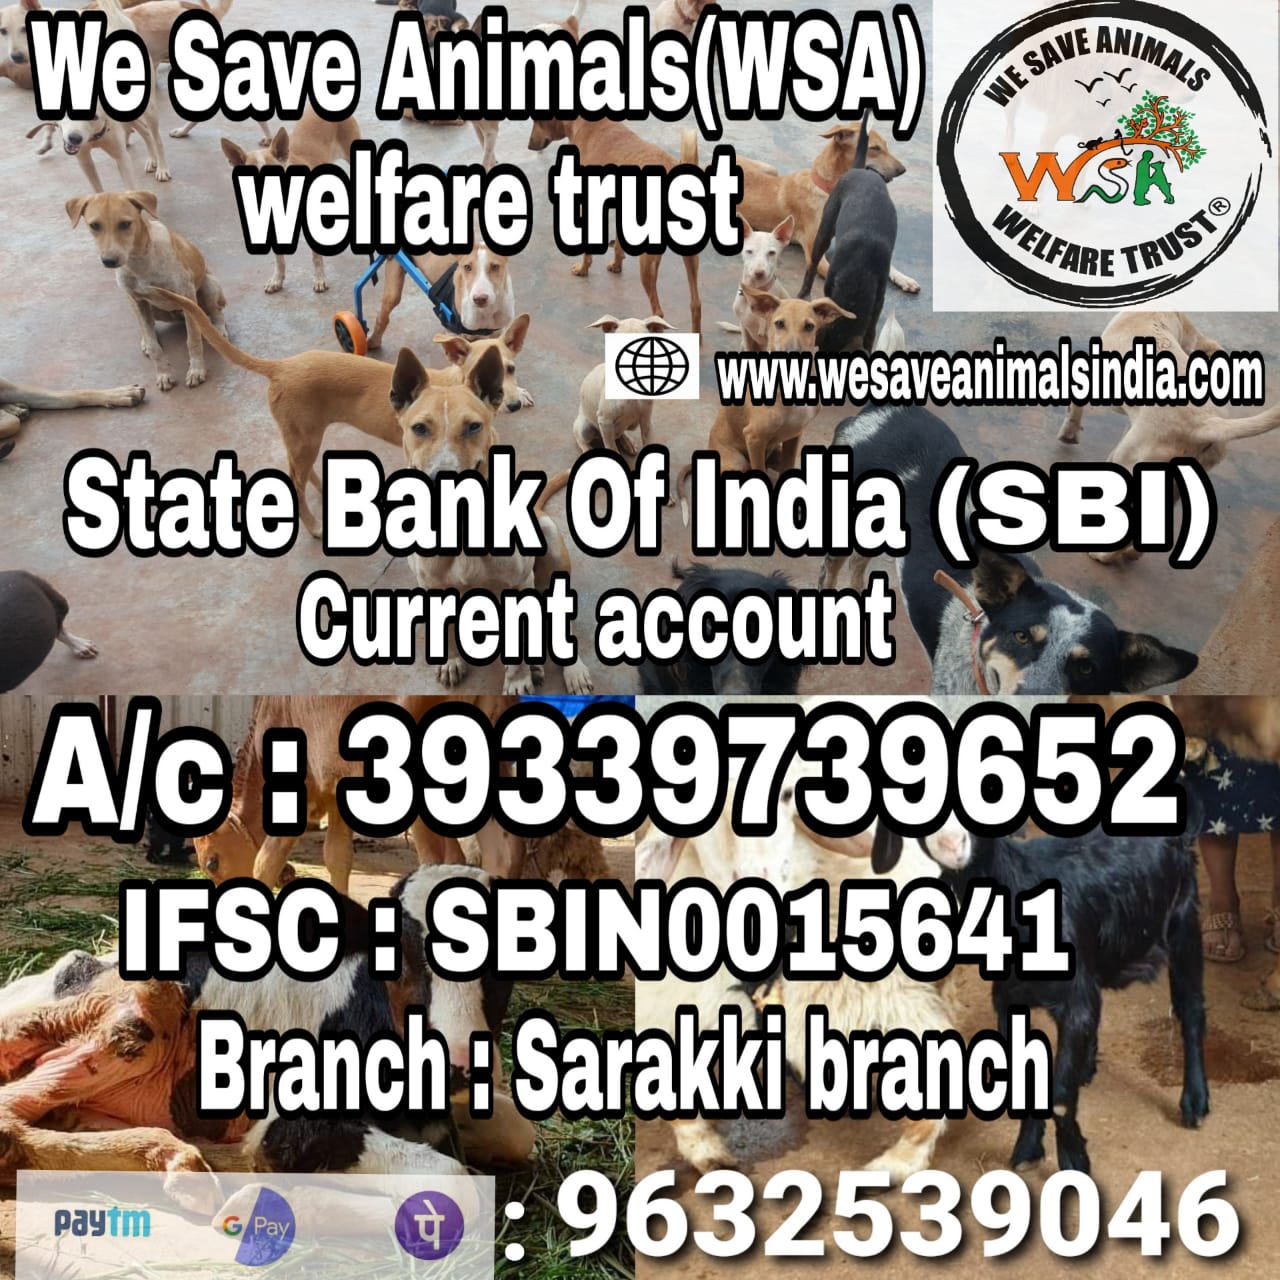 We Save Animals(WSA)
welfare trust
WE SAVE ANIMALS
WSA
WELFARE TRUST®
www.wesaveanimalsindia.com
State Bank Of India (SBI)
Current account
A/c : 39339739652
IFSC : SBIN0015641
Branch : Sarakki branch
paytm G Pay पे : 9632539046